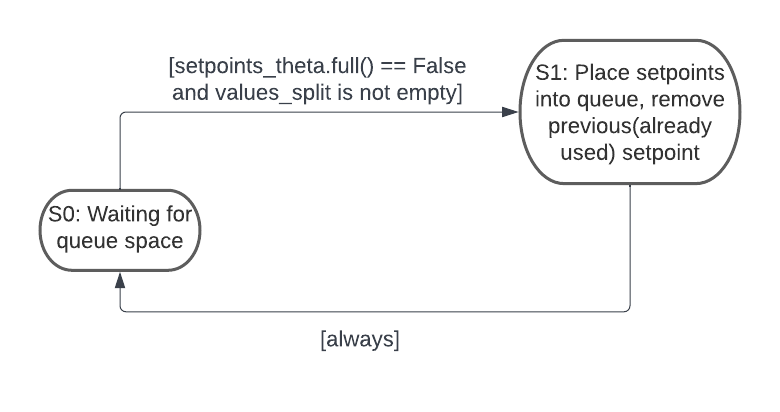 [setpoints_theta.full() == False
and values_split is not empty]
S1: Place setpoints
into queue, remove
previous(already
used) setpoint
S0: Waiting for
queue space
[always]